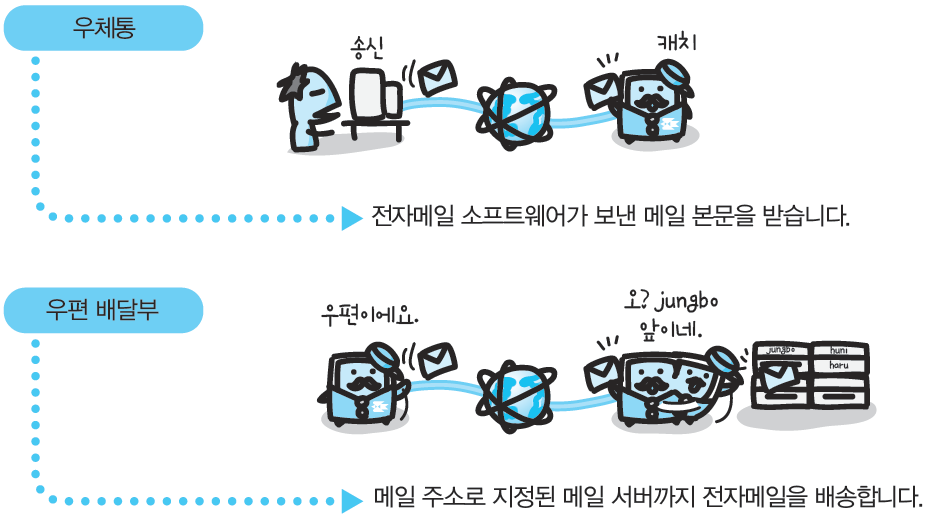 우체통
송신
캐치
전자메일 소프트웨어가 보낸 메일 본문을 받습니다.
우편 배달부
우편이에요.
오? jungbo
앞이네.
jungbo huni
haru
메일 주소로 지정된 메일 서버까지 전자메일을 배송합니다.